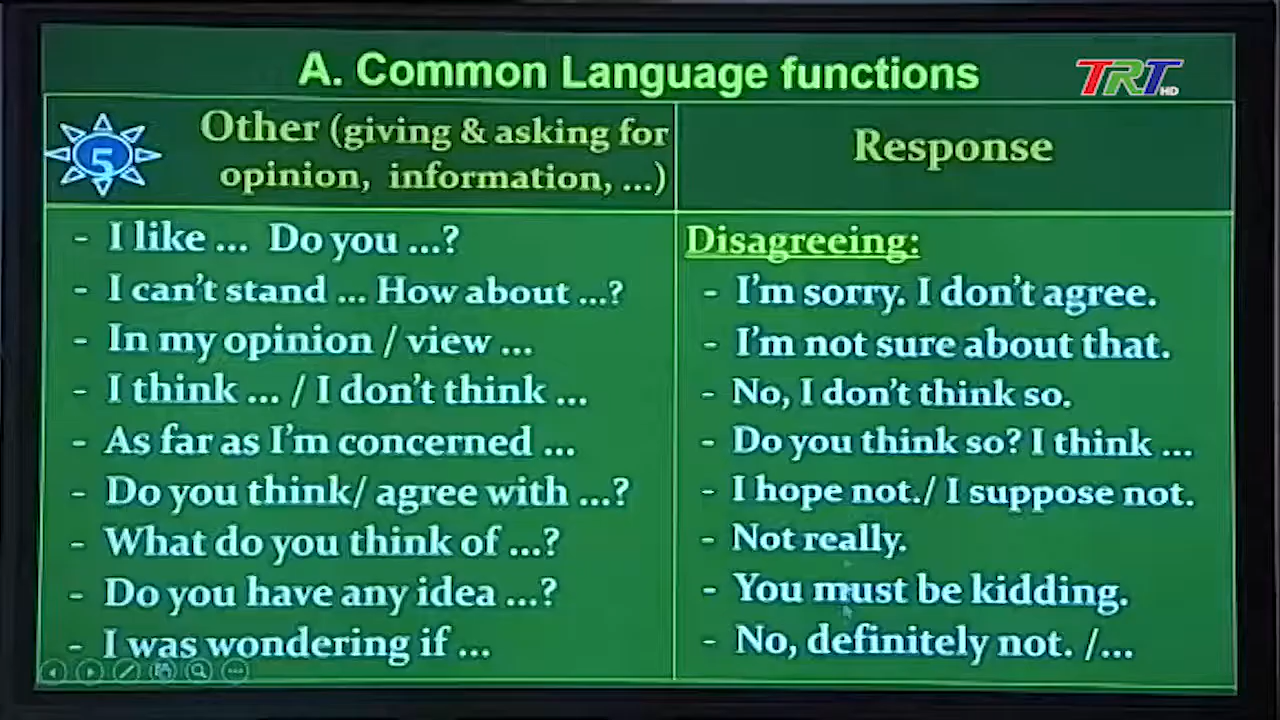 A. Common Language functions
TRT
HD
5
Other (giving & asking for
opinion, information, ...)
Response
- I like ... Do you ...?
- I can't stand ... How about ...?
- In my opinion / view ...
- I think ... / I don't think ...
- As far as I'm concerned ...
- Do you think/ agree with ...?
- What do you think of ...?
- Do you have any idea ...?
- I was wondering if ...
Disagreeing:
- I'm sorry. I don't agree.
- I'm not sure about that.
- No, I don't think so.
- Do you think so? I think ...
- I hope not./ I suppose not.
- Not really.
- You must be kidding.
- No, definitely not. /...